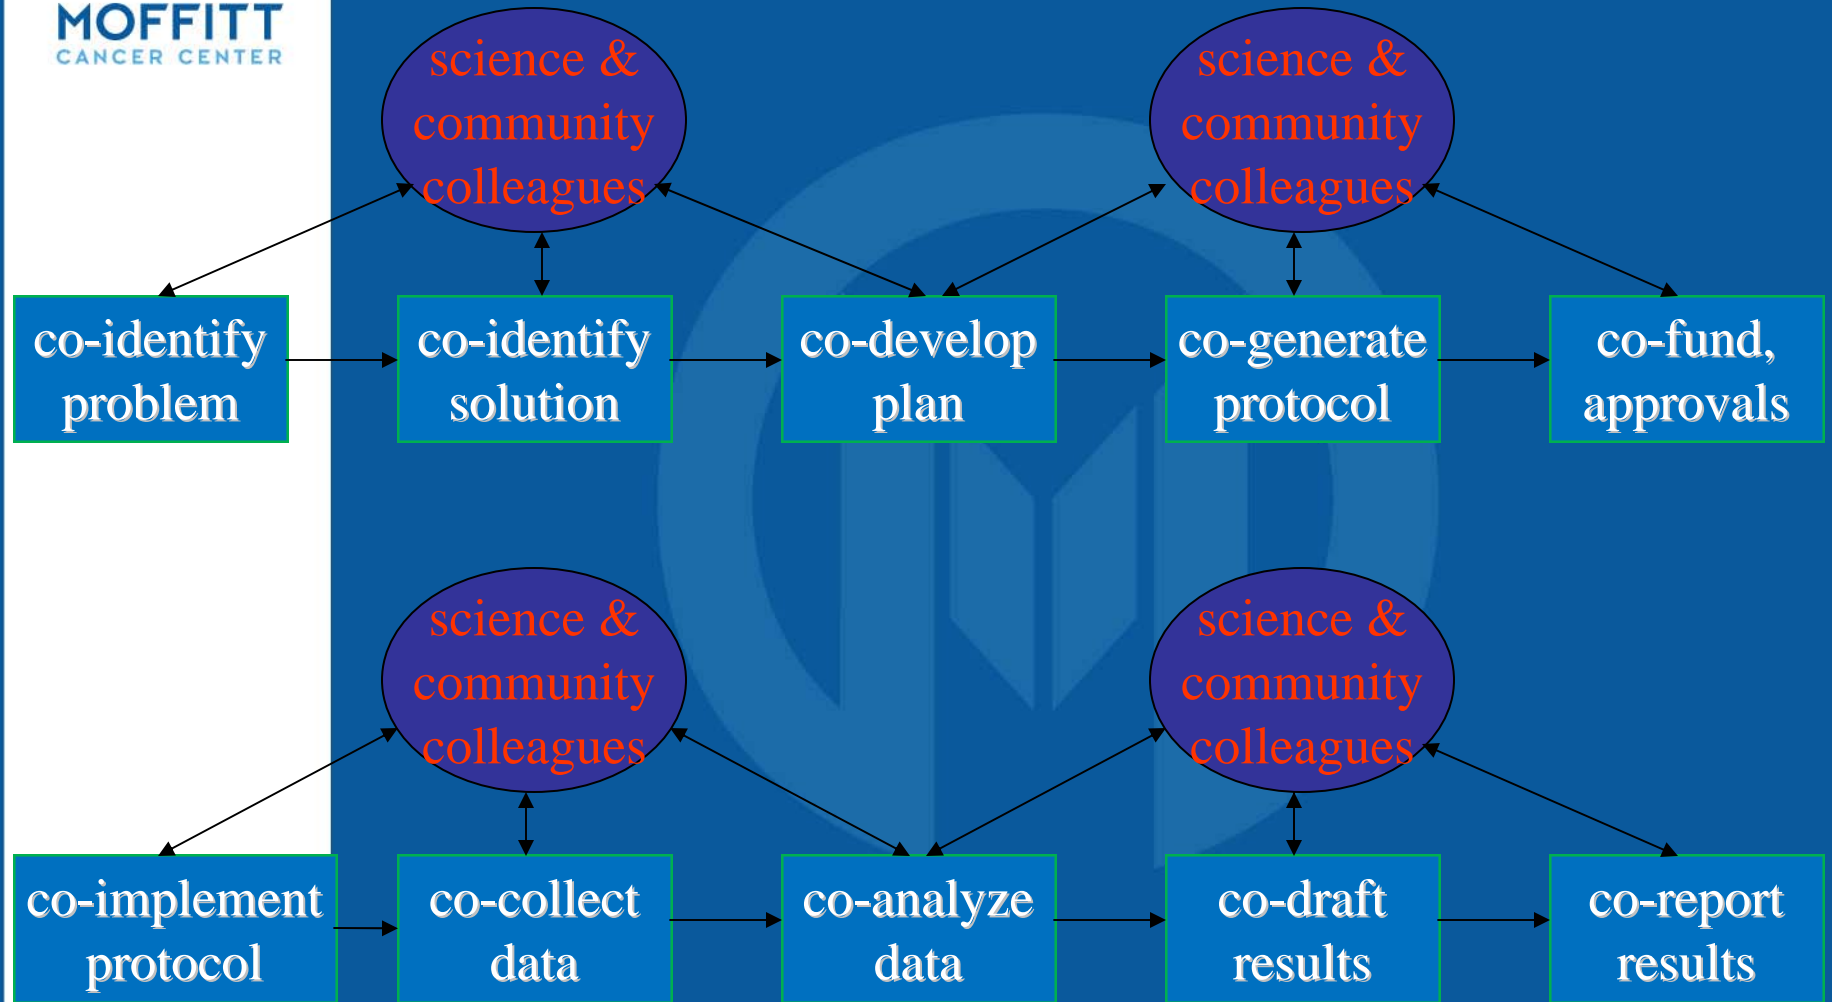 MOFFITT
CANCER CENTER
science &
community
colleagues
science &
community
colleagues
co-identify
problem
co-identify
solution
co-develop
plan
co-generate
protocol
co-fund,
approvals
science &
community
colleagues
science &
community
colleagues
co-implement
protocol
co-collect
data
co-analyze
data
co-draft
results
co-report
results